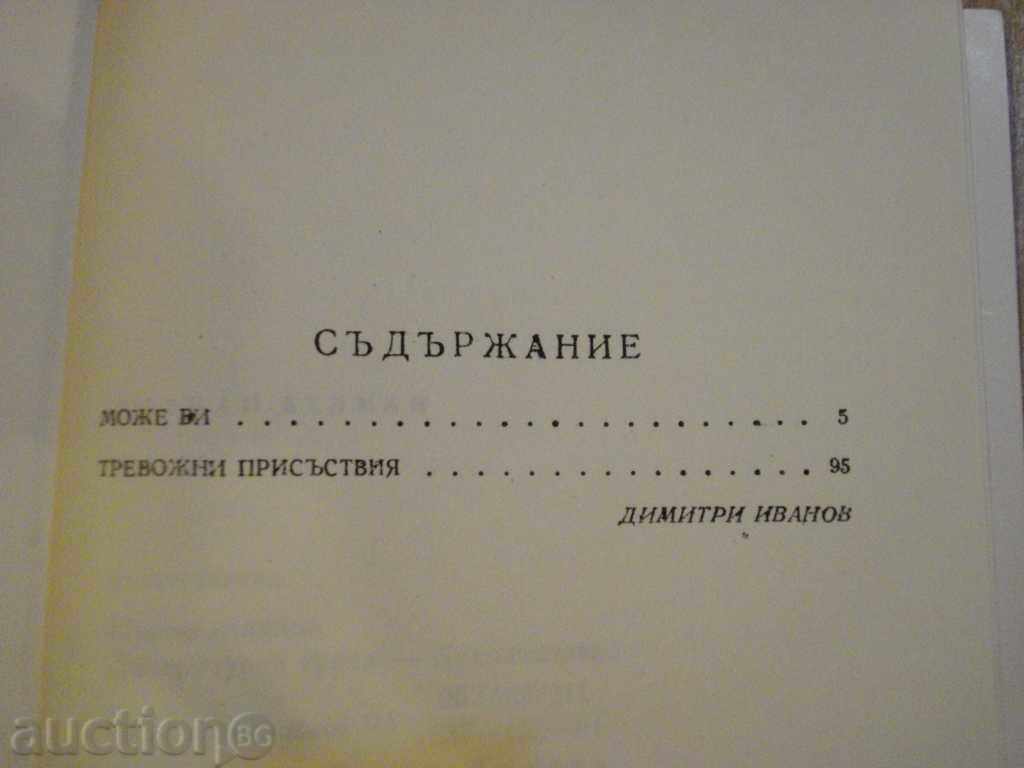 СЪДЪРЖАНИЕ
МОЖЕ БИ . . . . . . . . . . . . . . . . . . . . . . 5
ТРЕВОЖНИ ПРИСЪСТВИЯ . . . . . . . . . . . . . . . 95
ДИМИТРИ ИВАНОВ
auction BG